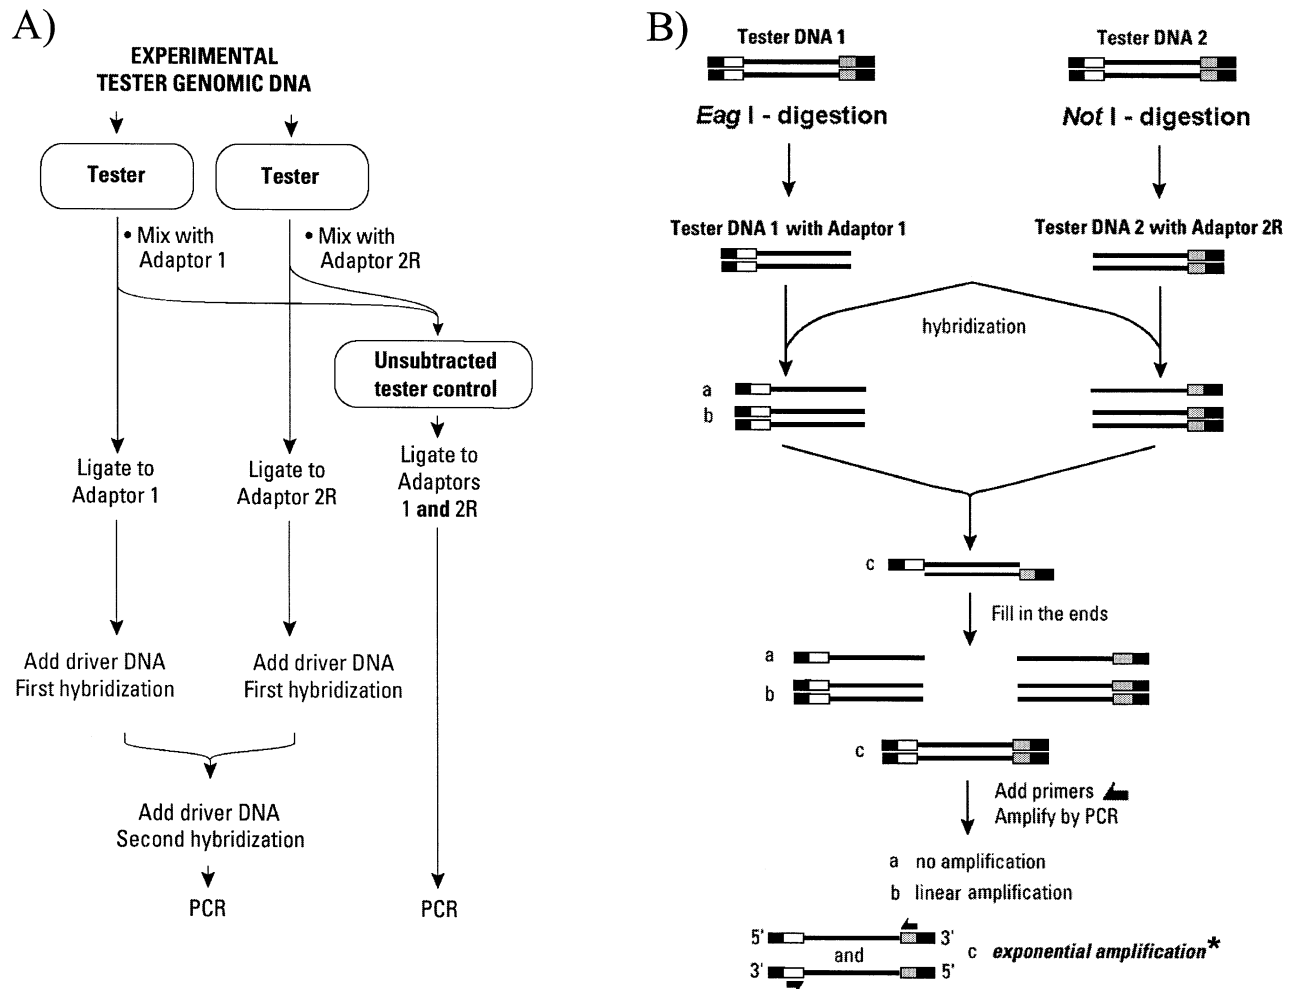 A)
EXPERIMENTAL
TESTER GENOMIC DNA
Tester
Tester
• Mix with
Adaptor 1
• Mix with
Adaptor 2R
Unsubtracted
tester control
Ligate to
Adaptor 1
Ligate to
Adaptor 2R
Ligate to
Adaptors
1 and 2R
Add driver DNA
First hybridization
Add driver DNA
First hybridization
Add driver DNA
Second hybridization
PCR
PCR
B)
Tester DNA 1
Tester DNA 2
Eag I - digestion
Not I - digestion
Tester DNA 1 with Adaptor 1
Tester DNA 2 with Adaptor 2R
hybridization
a
b
c
Fill in the ends
a
b
c
Add primers
Amplify by PCR
a no amplification
b linear amplification
5' 3'
and
c exponential amplification*
3' 5'